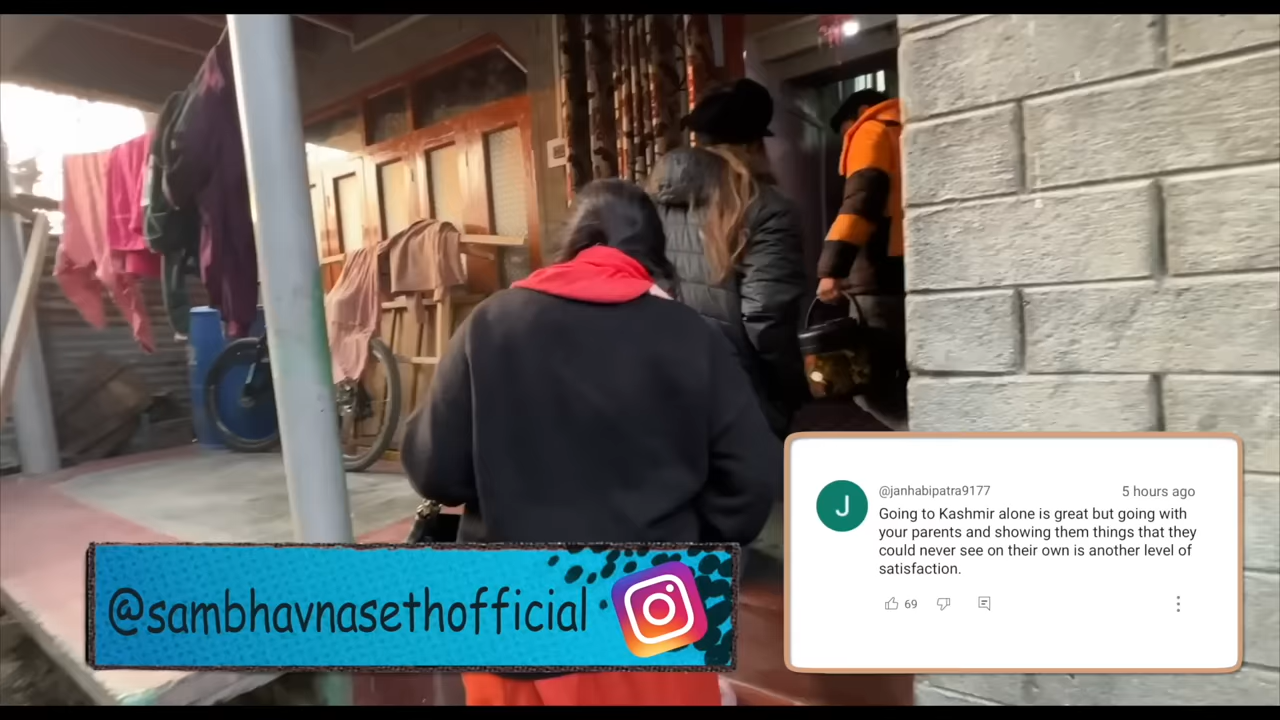 @sambhavnasethofficial
J
@janhabipatra9177 5 hours ago
Going to Kashmir alone is great but going with
your parents and showing them things that they
could never see on their own is another level of
satisfaction.
69